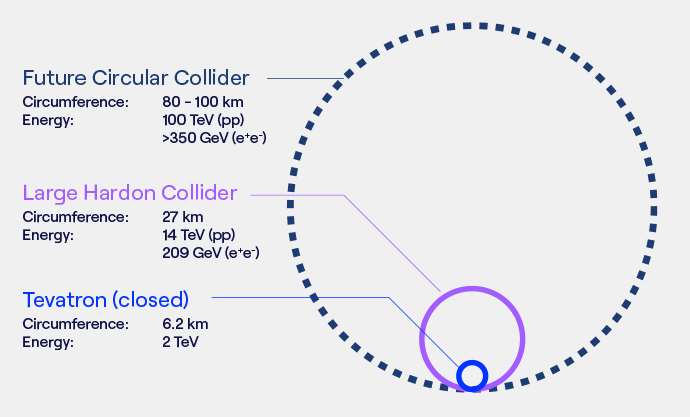 Future Circular Collider
Circumference: 80 - 100 km
Energy: 100 TeV (pp)
>350 GeV (e⁺e⁻)
Large Hardon Collider
Circumference: 27 km
Energy: 14 TeV (pp)
209 GeV (e⁺e⁻)
Tevatron (closed)
Circumference: 6.2 km
Energy: 2 TeV